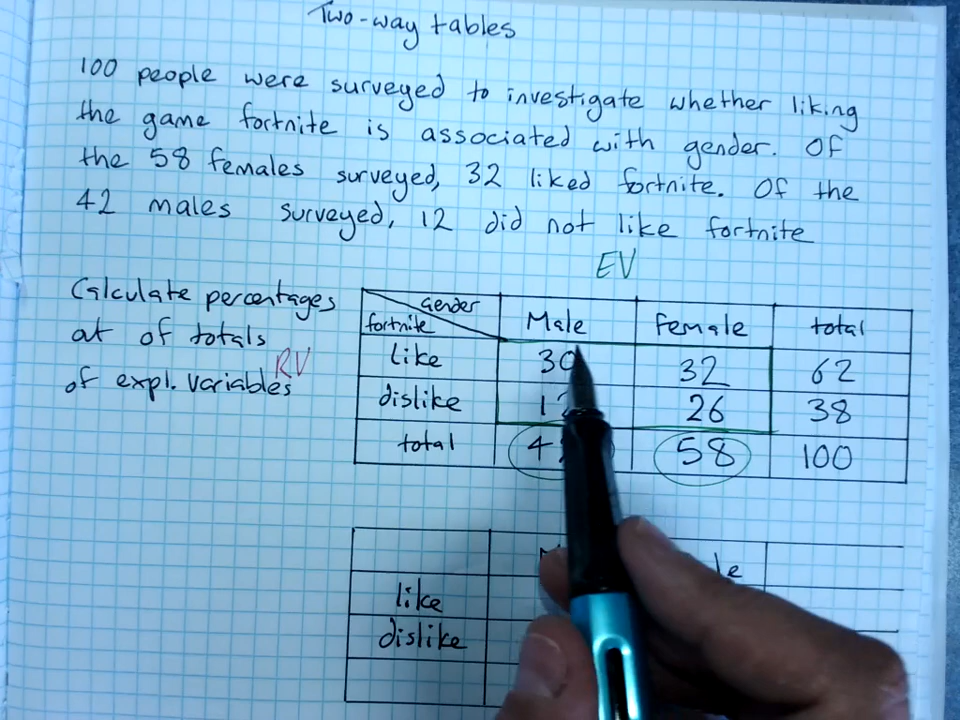 Two-way tables
100 people were surveyed to investigate whether liking
the game fortnite is associated with gender. Of
the 58 females surveyed, 32 liked fortnite. Of the
42 males surveyed, 12 did not like fortnite
EV
Calculate percentages
at of totals
RV
of expl. variables
Gender
fortnite
Male female total
like 30 32 62
dislike 26 38
total 58 100
like
dislike